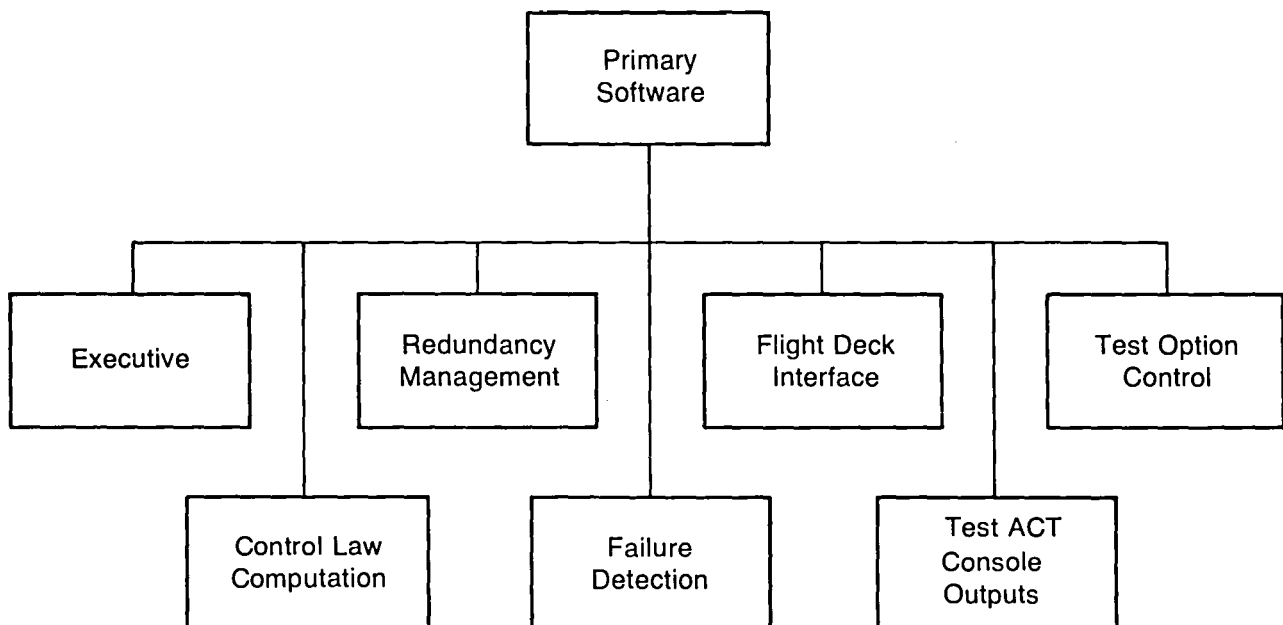 Primary
Software
Executive
Redundancy
Management
Flight Deck
Interface
Test Option
Control
Control Law
Computation
Failure
Detection
Test ACT
Console
Outputs